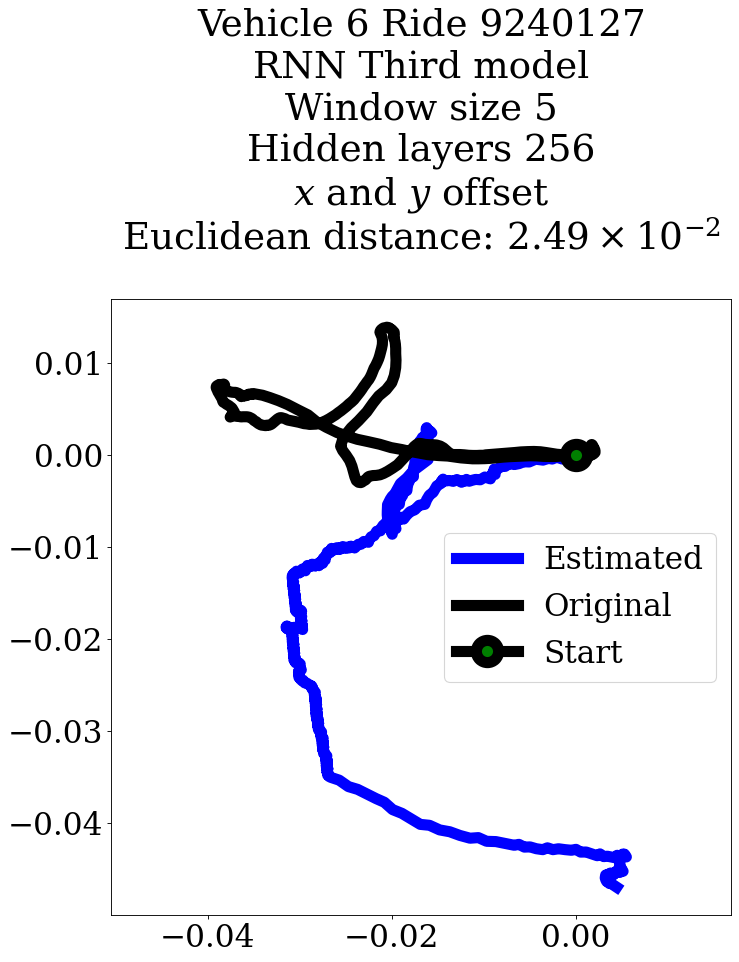 Vehicle 6 Ride 9240127
RNN Third model
Window size 5
Hidden layers 256
x and y offset
Euclidean distance: 2.49 × 10⁻²
0.01
0.00
−0.01
−0.02
−0.03
−0.04
Estimated
Original
Start
−0.04
−0.02
0.00